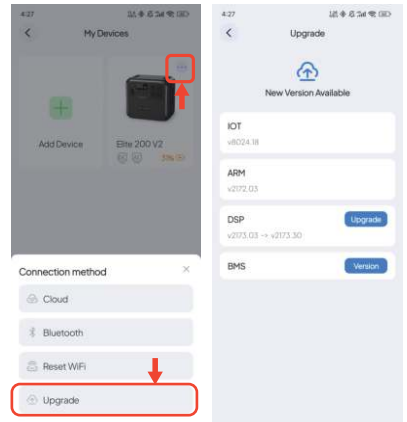 4:27
My Devices
Add Device
Elite 200 V2
31%
Connection method
Cloud
Bluetooth
Reset WiFi
Upgrade
4:27
Upgrade
New Version Available
IOT
v8024.18
ARM
v2172.03
DSP
Upgrade
v2173.03 → v2173.30
BMS
Version